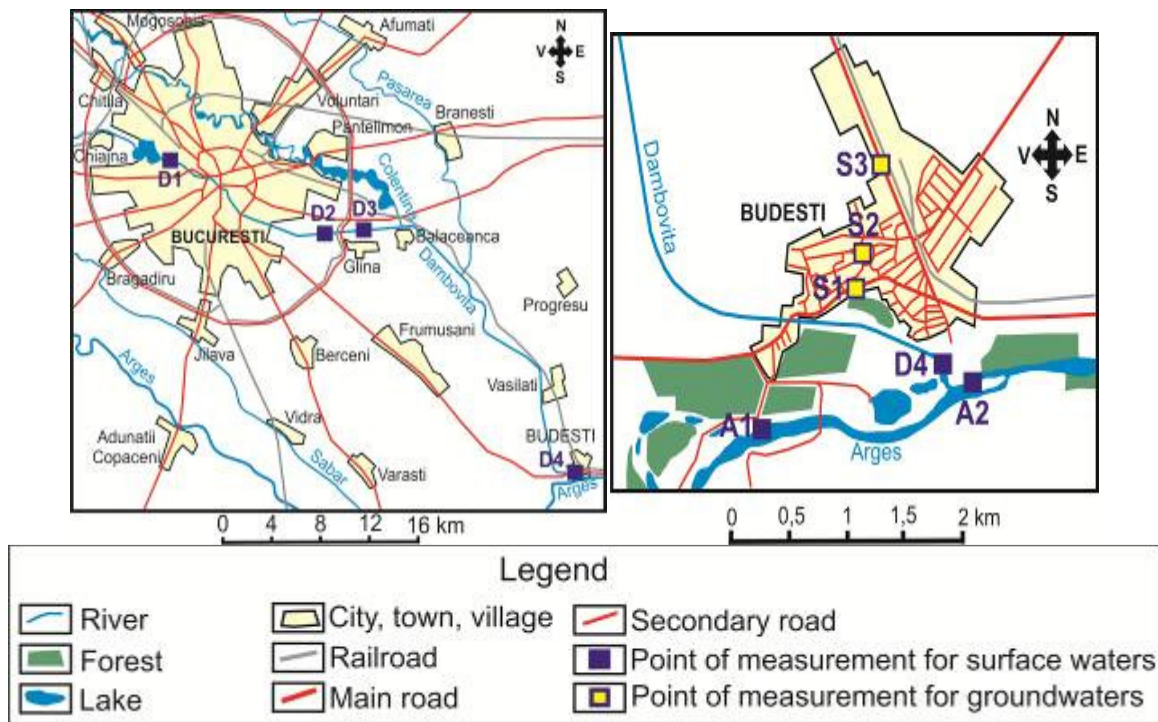 Mogosoaia
Afumati
N
V E
S
Pasarea
Chitila
Voluntari
Branesti
Pantelimon
Chiajna
D1
Colentina
D2 D3
BUCURESTI
Balaceanca
Glina
Bragadiru
Dambovita
Progresu
Jilava
Frumusani
Berceni
Arges
Vasilati
Vidra
Adunatii
Copaceni
Sabar
Varasti
BUDESTI
D4
Arges
0 4 8 12 16 km
N
V E
S
Dambovita
S3
BUDESTI
S2
S1
D4
A2
A1
Arges
0 0,5 1 1,5 2 km
Legend
River
City, town, village
Secondary road
Forest
Railroad
Point of measurement for surface waters
Lake
Main road
Point of measurement for groundwaters